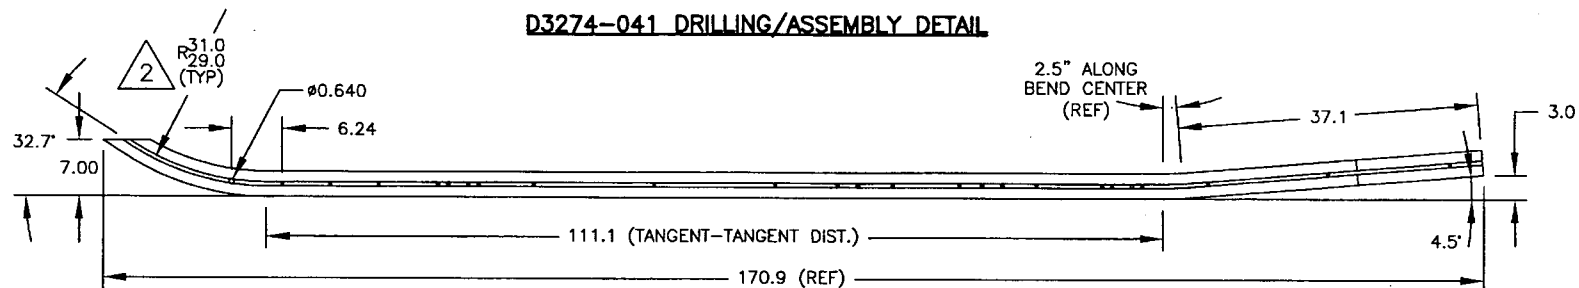 D3274-041 DRILLING/ASSEMBLY DETAIL
2
R31.0
29.0
(TYP)
ø0.640
6.24
32.7°
7.00
2.5" ALONG
BEND CENTER
(REF)
37.1
3.0
4.5°
111.1 (TANGENT-TANGENT DIST.)
170.9 (REF)